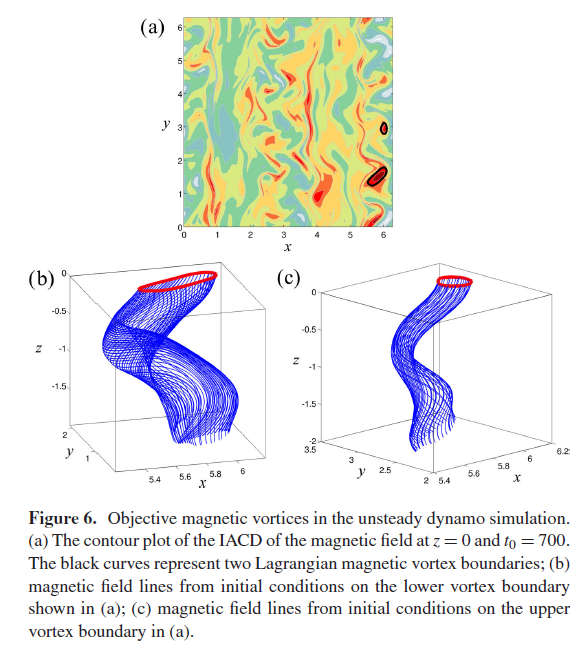 (a)
6
5
4
y 3
2
1
0
0 1 2 3 4 5 6
x
(b) (c)
0
-0.5
z -1
-1.5
2
y 1
5.4 5.6 5.8 6
x
0
-0.5
z -1
-1.5
-2
3.5
3
y 2.5
2 5.4 5.6 5.8 6 6.2
x
Figure 6. Objective magnetic vortices in the unsteady dynamo simulation.
(a) The contour plot of the IACD of the magnetic field at z = 0 and t₀ = 700.
The black curves represent two Lagrangian magnetic vortex boundaries; (b)
magnetic field lines from initial conditions on the lower vortex boundary
shown in (a); (c) magnetic field lines from initial conditions on the upper
vortex boundary in (a).